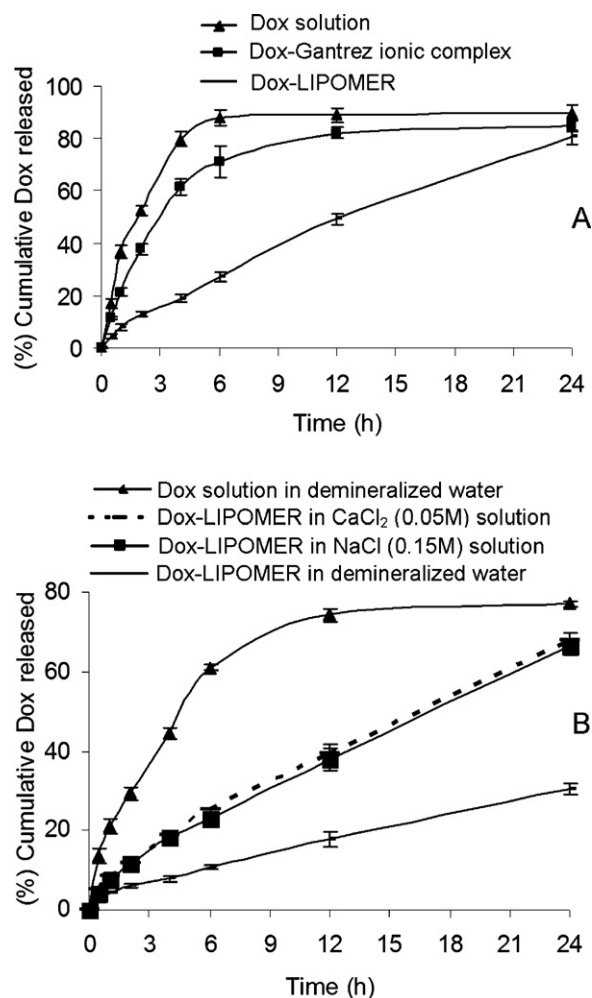 Dox solution
Dox-Gantrez ionic complex
Dox-LIPOMER
(%) Cumulative Dox released
100
80
60
40
20
0
A
0 3 6 9 12 15 18 21 24
Time (h)
Dox solution in demineralized water
Dox-LIPOMER in CaCl₂ (0.05M) solution
Dox-LIPOMER in NaCl (0.15M) solution
Dox-LIPOMER in demineralized water
(%) Cumulative Dox released
80
60
40
20
0
B
0 3 6 9 12 15 18 21 24
Time (h)